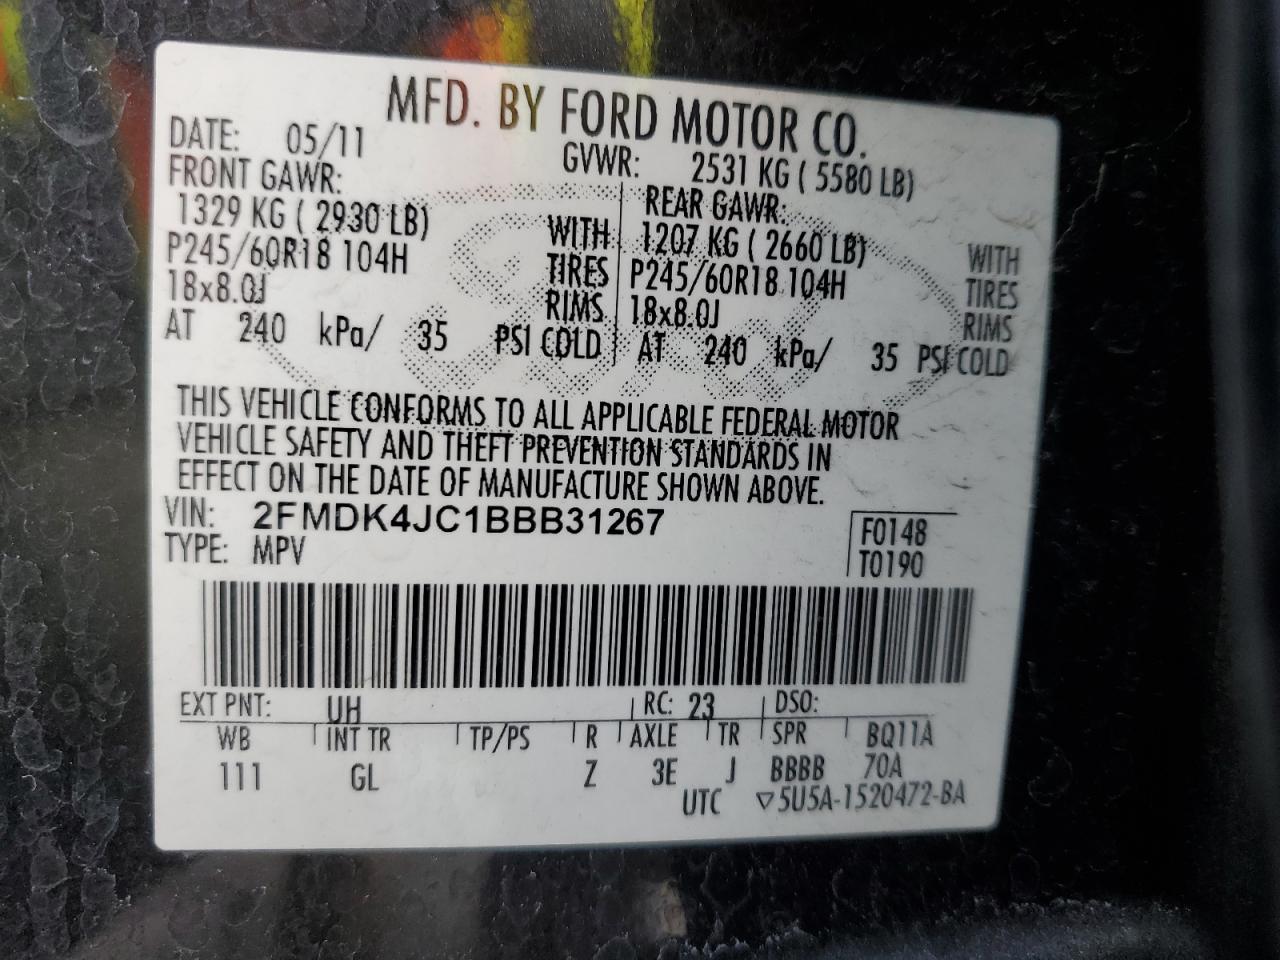 MFD. BY FORD MOTOR CO.
DATE: 05/11 GVWR: 2531 KG ( 5580 LB)
FRONT GAWR: REAR GAWR:
1329 KG ( 2930 LB) WITH 1207 KG ( 2660 LB) WITH
P245/60R18 104H TIRES P245/60R18 104H TIRES
18x8.0J RIMS 18x8.0J RIMS
AT 240 kPa/ 35 PSI COLD AT 240 kPa/ 35 PSI COLD
THIS VEHICLE CONFORMS TO ALL APPLICABLE FEDERAL MOTOR
VEHICLE SAFETY AND THEFT PREVENTION STANDARDS IN
EFFECT ON THE DATE OF MANUFACTURE SHOWN ABOVE.
VIN: 2FMDK4JC1BBB31267 F0148
TYPE: MPV T0190
EXT PNT: UH RC: 23 DSO:
WB INT TR TP/PS R AXLE TR SPR BQ11A
111 GL Z 3E J BBBB 70A
UTC ▽5U5A-1520472-BA